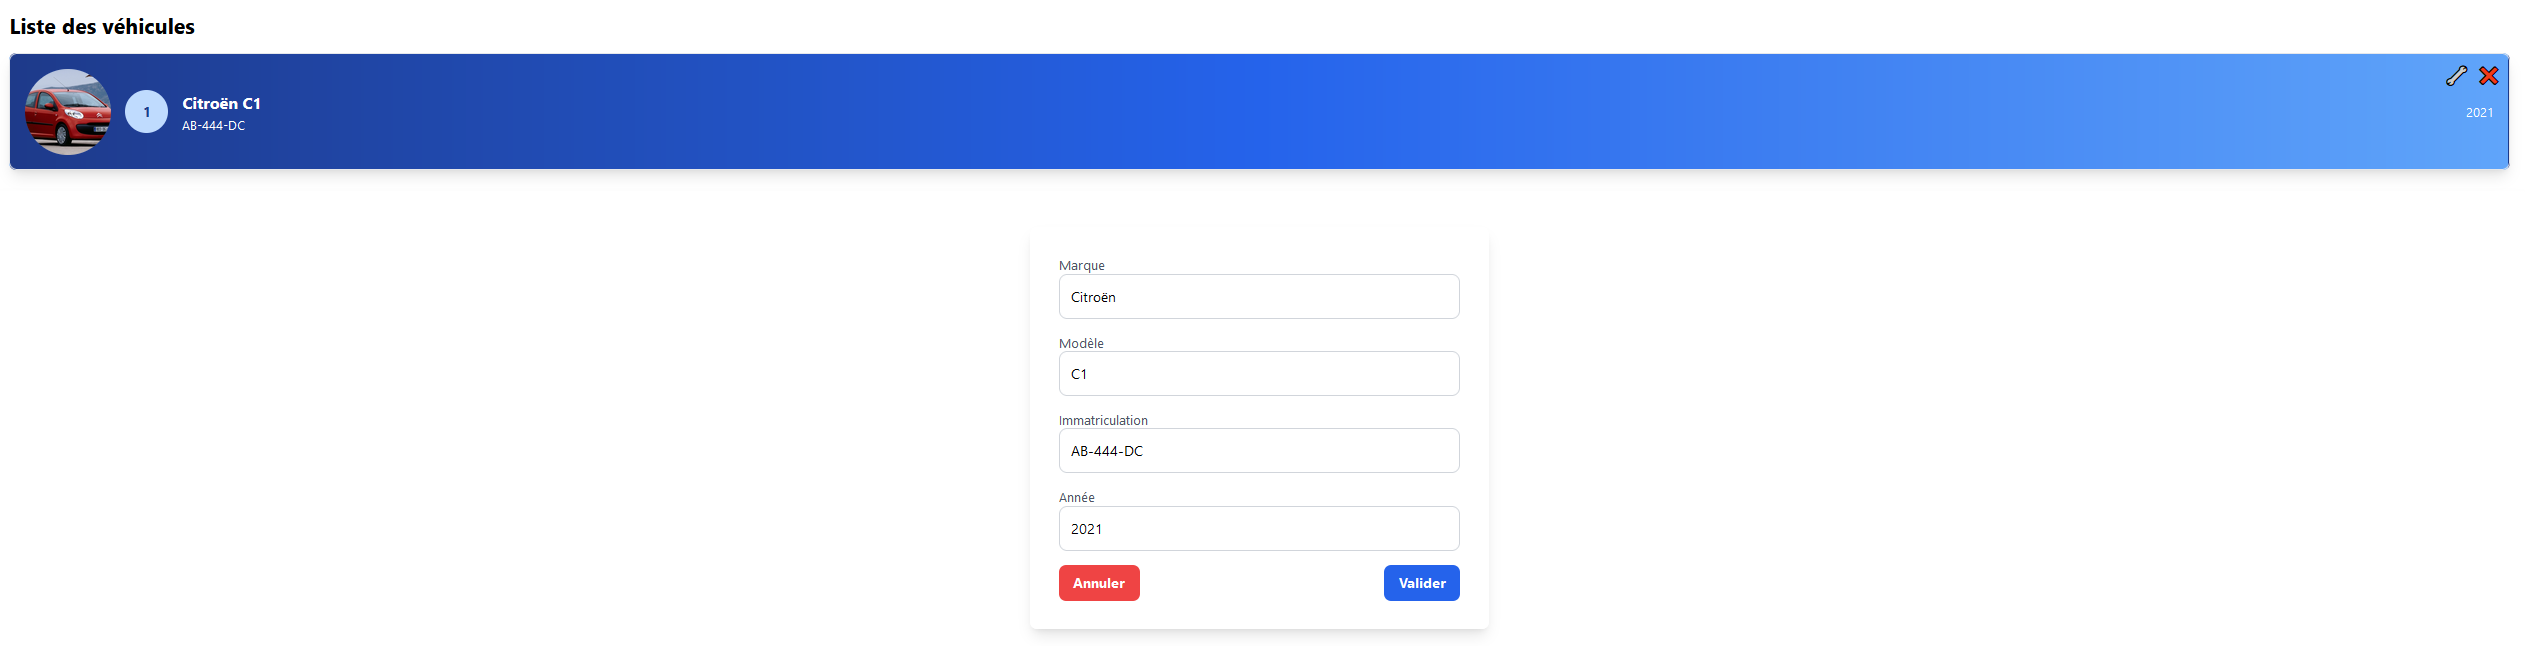 Liste des véhicules
1
Citroën C1
AB-444-DC
2021
Marque
Citroën
Modèle
C1
Immatriculation
AB-444-DC
Année
2021
Annuler
Valider